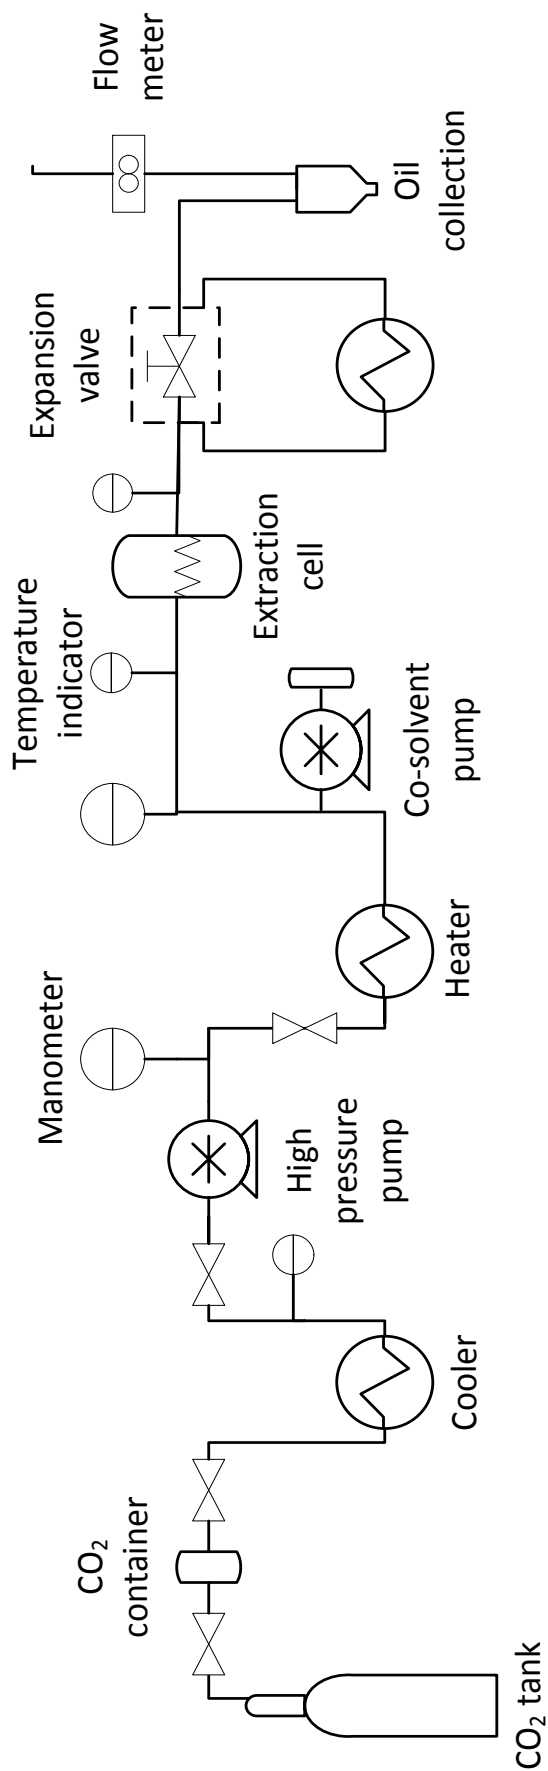 CO₂ tank
CO₂
container
Cooler
High
pressure
pump
Manometer
Heater
Co-solvent
pump
Temperature
indicator
Extraction
cell
Expansion
valve
Oil
collection
Flow
meter